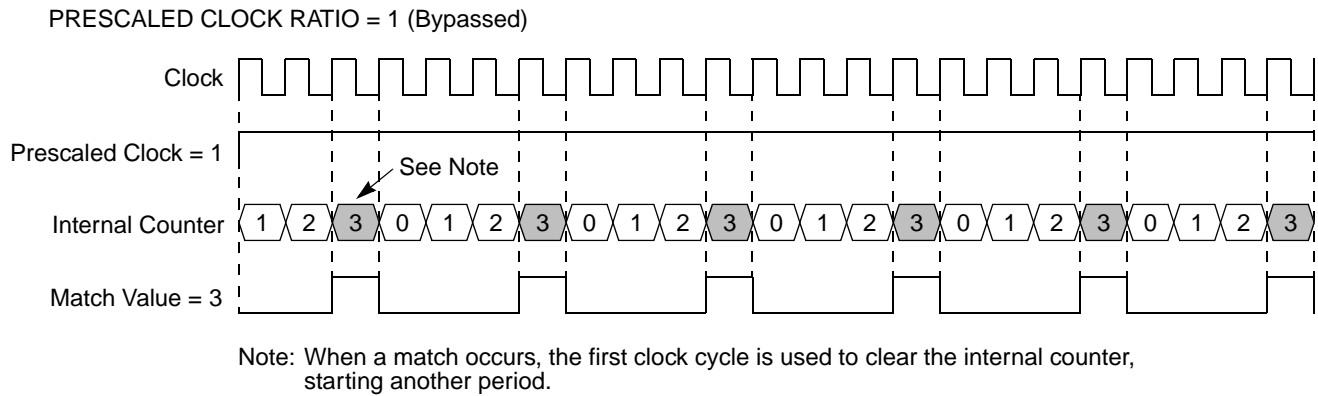 PRESCALED CLOCK RATIO = 1 (Bypassed)
Clock
Prescaled Clock = 1
See Note
Internal Counter 1 2 3 0 1 2 3 0 1 2 3 0 1 2 3 0 1 2 3 0 1 2 3
Match Value = 3
Note: When a match occurs, the first clock cycle is used to clear the internal counter,
starting another period.